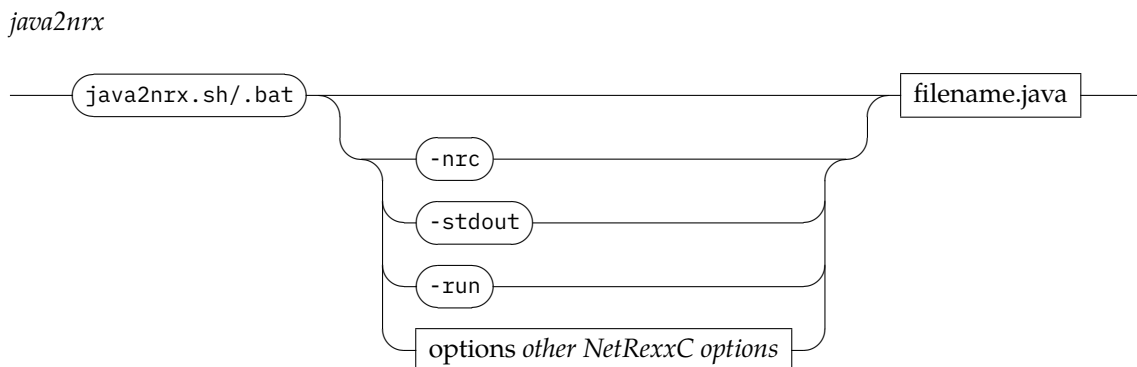 java2nrx
java2nrx.sh/.bat filename.java
-nrc
-stdout
-run
options other NetRexxC options